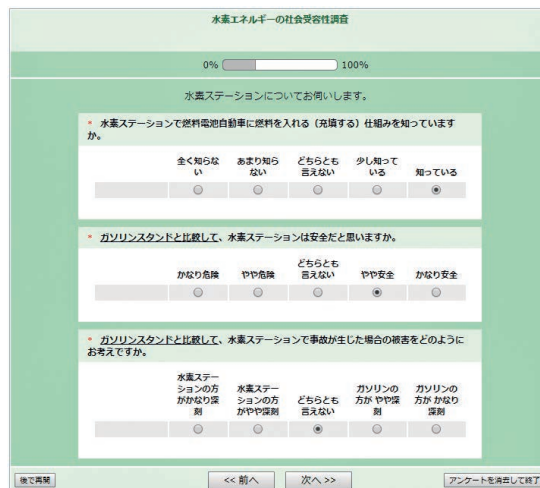 水素エネルギーの社会受容性調査
0% 100%
水素ステーションについてお伺いします。
* 水素ステーションで燃料電池自動車に燃料を入れる（充填する）仕組みを知っています
か。
全く知らな
い
あまり知ら
ない
どちらとも
言えない
少し知って
いる
知っている
* ガソリンスタンドと比較して、水素ステーションは安全だと思いますか。
かなり危険
やや危険
どちらとも
言えない
やや安全
かなり安全
* ガソリンスタンドと比較して、水素ステーションで事故が生じた場合の被害をどのように
お考えですか。
水素ステー
ションの方
がかなり深
刻
水素ステー
ションの方
がやや深刻
どちらとも
言えない
ガソリンの
方が やや深
刻
ガソリンの
方が かなり
深刻
後で再開
<< 前へ
次へ >>
アンケートを消去して終了